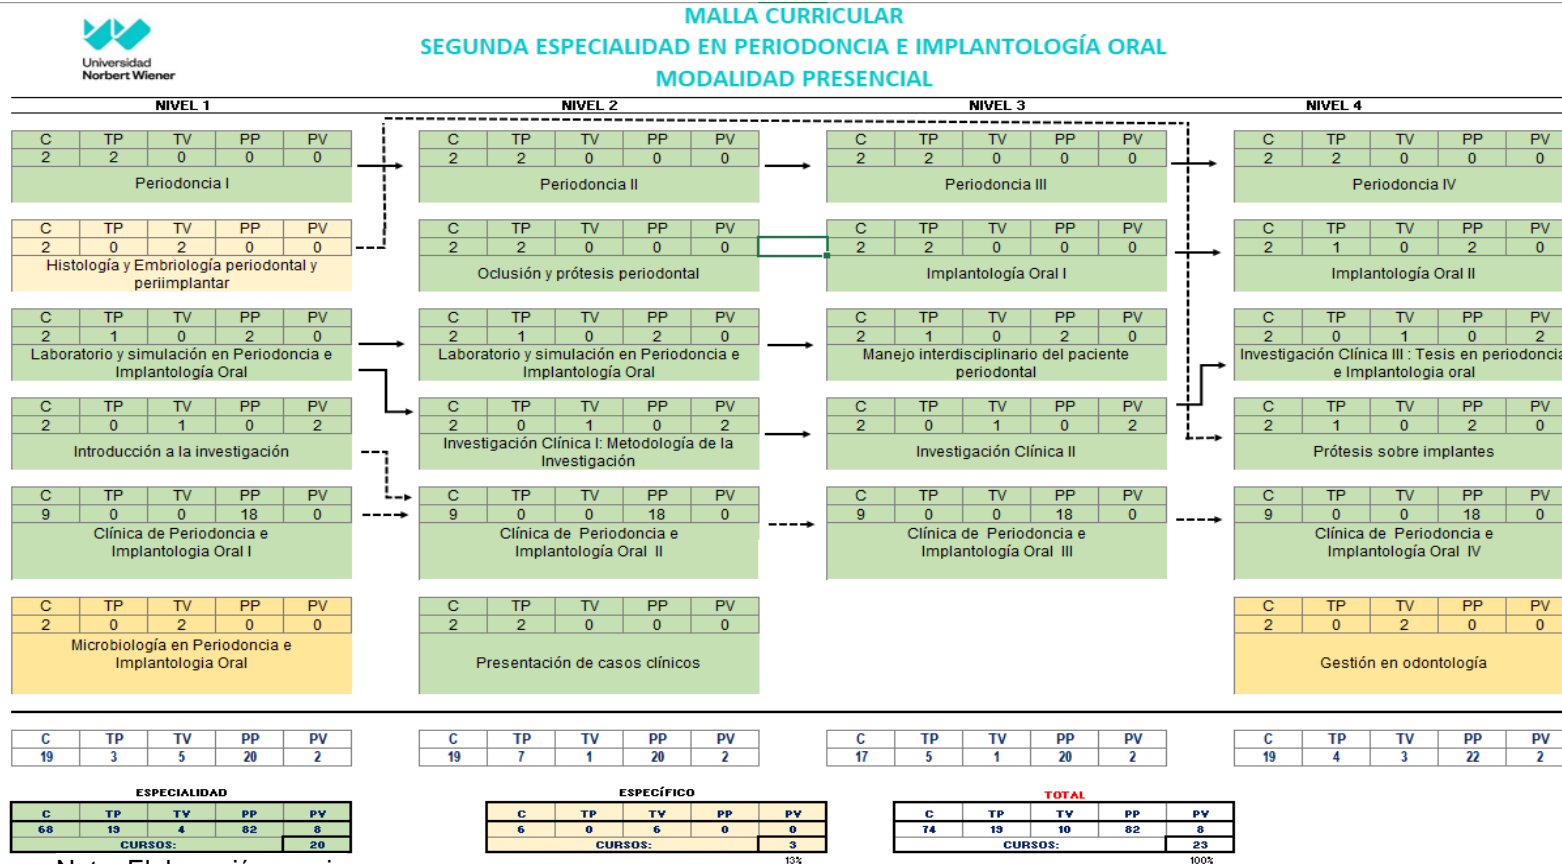 MALLA CURRICULAR
SEGUNDA ESPECIALIDAD EN PERIODONCIA E IMPLANTOLOGÍA ORAL
MODALIDAD PRESENCIAL
Universidad
Norbert Wiener
NIVEL 1 NIVEL 2 NIVEL 3 NIVEL 4
C TP TV PP PV C TP TV PP PV C TP TV PP PV C TP TV PP PV
2 2 0 0 0 2 2 0 0 0 2 2 0 0 0 2 2 0 0 0
Periodoncia I Periodoncia II Periodoncia III Periodoncia IV
C TP TV PP PV C TP TV PP PV C TP TV PP PV C TP TV PP PV
2 0 2 0 0 2 2 0 0 0 2 2 0 0 0 2 1 0 2 0
Histología y Embriología periodontal y
periimplantar
Oclusión y prótesis periodontal
Implantología Oral I
Implantología Oral II
C TP TV PP PV C TP TV PP PV C TP TV PP PV C TP TV PP PV
2 1 0 2 0 2 1 0 2 0 2 1 0 2 0 2 0 1 0 2
Laboratorio y simulación en Periodoncia e
Implantología Oral
Laboratorio y simulación en Periodoncia e
Implantología Oral
Manejo interdisciplinario del paciente
periodontal
Investigación Clínica III : Tesis en periodoncia
e Implantologia oral
C TP TV PP PV C TP TV PP PV C TP TV PP PV C TP TV PP PV
2 0 1 0 2 2 0 1 0 2 2 0 1 0 2 2 1 0 2 0
Introducción a la investigación
Investigación Clínica I: Metodología de la
Investigación
Investigación Clínica II
Prótesis sobre implantes
C TP TV PP PV C TP TV PP PV C TP TV PP PV C TP TV PP PV
9 0 0 18 0 9 0 0 18 0 9 0 0 18 0 9 0 0 18 0
Clínica de Periodoncia e
Implantologia Oral I
Clínica de Periodoncia e
Implantología Oral II
Clínica de Periodoncia e
Implantología Oral III
Clínica de Periodoncia e
Implantología Oral IV
C TP TV PP PV C TP TV PP PV C TP TV PP PV
2 0 2 0 0 2 2 0 0 0 2 0 2 0 0
Microbiología en Periodoncia e
Implantologia Oral
Presentación de casos clínicos
Gestión en odontología
C TP TV PP PV C TP TV PP PV C TP TV PP PV C TP TV PP PV
19 3 5 20 2 19 7 1 20 2 17 5 1 20 2 19 4 3 22 2
ESPECIALIDAD ESPECÍFICO TOTAL
C TP TV PP PV C TP TV PP PV C TP TV PP PV
68 19 4 82 8 6 0 6 0 0 74 19 10 82 8
CURSOS: 20 CURSOS: 3 CURSOS: 23
13% 100%